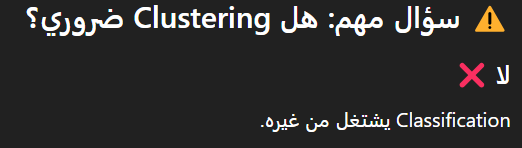 ⚠️ سؤال مهم: هل Clustering ضروري؟
لا ❌
Classification يشتغل من غيره.